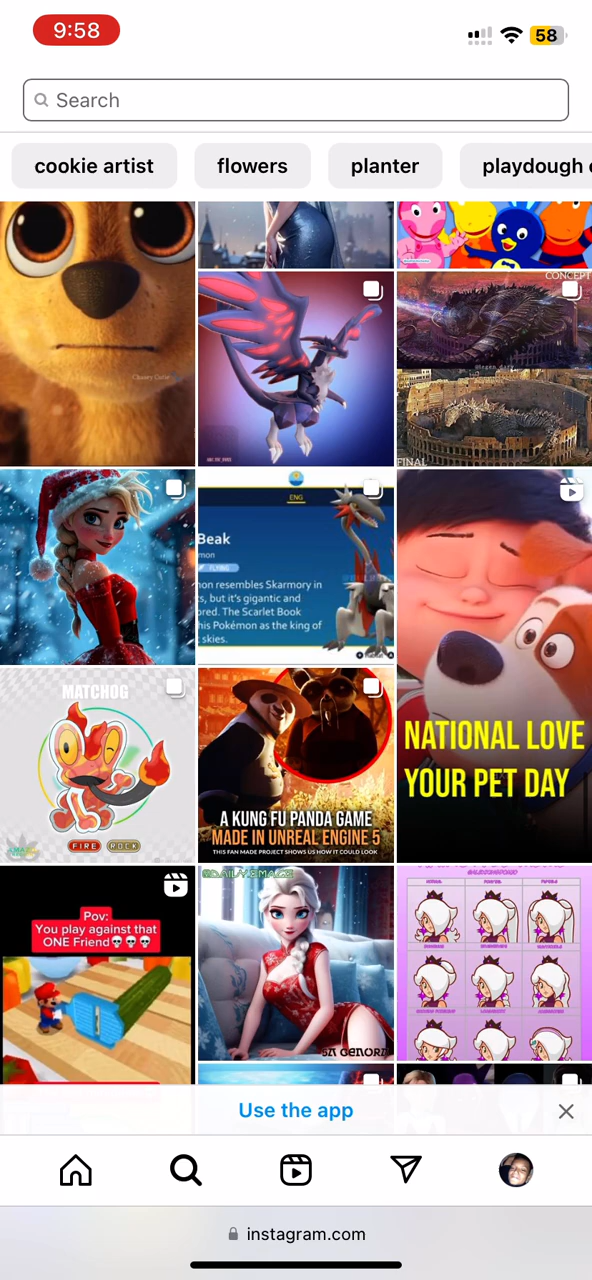 9:58
58
Search
cookie artist
flowers
planter
playdough
CONCEPT
FINAL
ENG
Beak
mon
FLYING
mon resembles Skarmory in
ts, but it's gigantic and
ored. The Scarlet Book
his Pokémon as the king of
t skies.
NATIONAL LOVE
YOUR PET DAY
MATCHOG
FIRE
ROCK
A KUNG FU PANDA GAME
MADE IN UNREAL ENGINE 5
THIS FAN MADE PROJECT SHOWS US HOW IT COULD LOOK
Pov:
You play against that
ONE Friend💀💀💀
Use the app
instagram.com